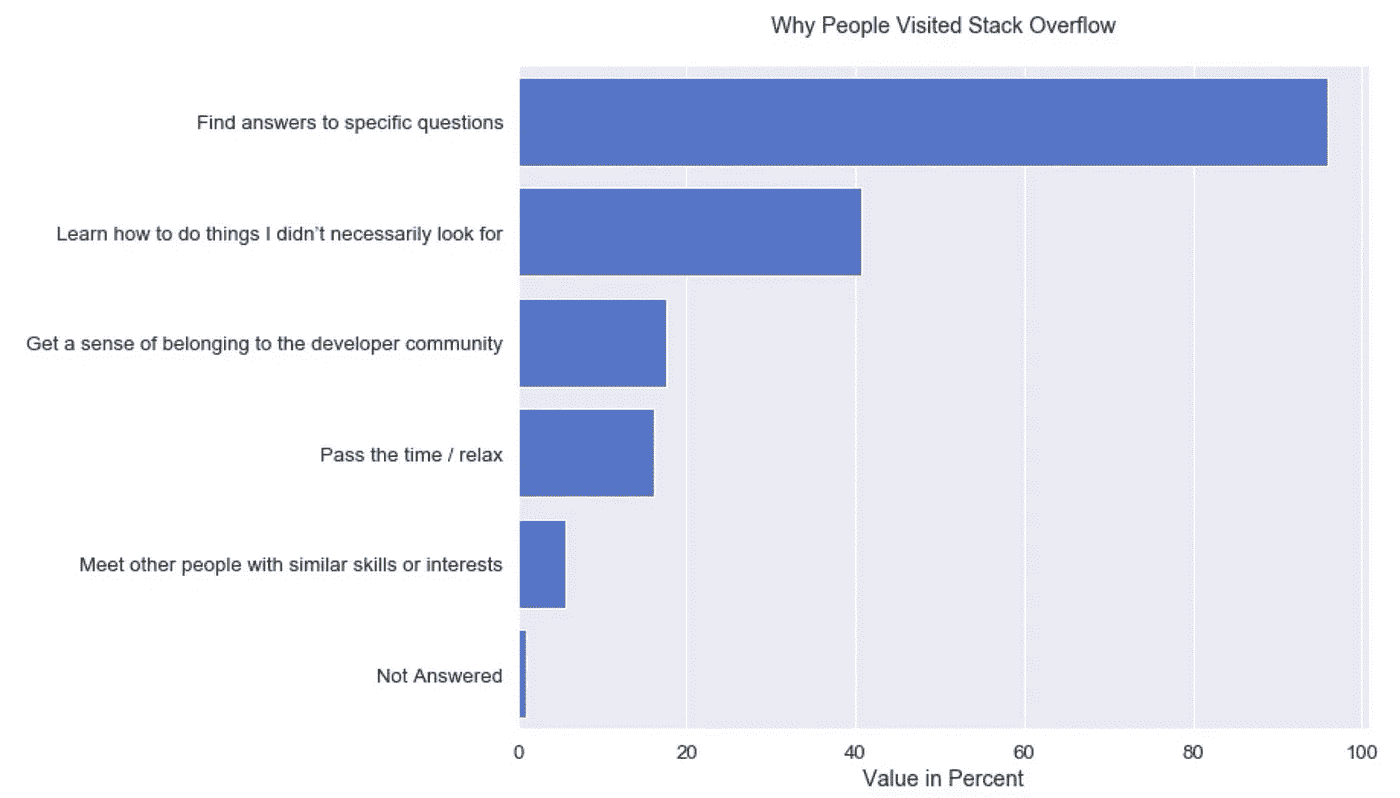 Why People Visited Stack Overflow
Find answers to specific questions
Learn how to do things I didn’t necessarily look for
Get a sense of belonging to the developer community
Pass the time / relax
Meet other people with similar skills or interests
Not Answered
0 20 40 60 80 100
Value in Percent